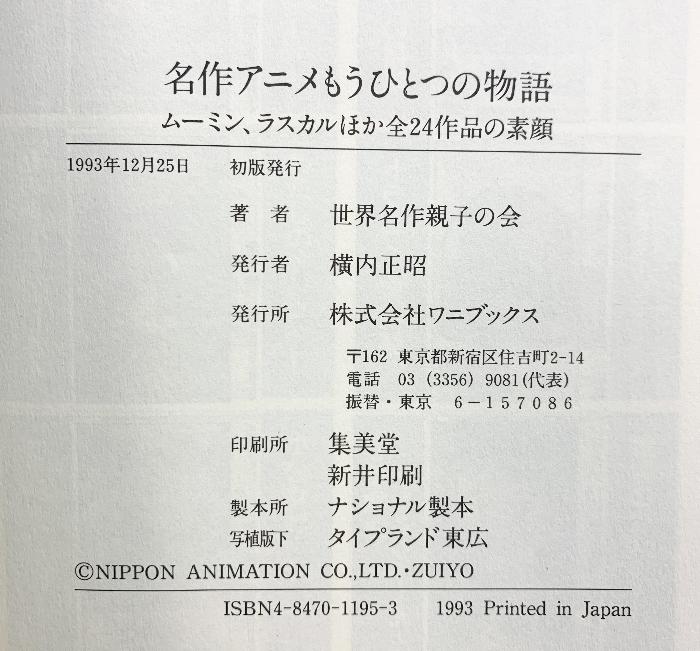 名作アニメもうひとつの物語
ムーミン、ラスカルほか全24作品の素顔
1993年12月25日 初版発行
著 者 世界名作親子の会
発行者 横内正昭
発行所 株式会社ワニブックス
〒162 東京都新宿区住吉町2-14
電話 03 (3356) 9081(代表)
振替・東京 6-157086
印刷所 集美堂
新井印刷
製本所 ナショナル製本
写植版下 タイプランド東広
©NIPPON ANIMATION CO.,LTD.・ZUIYO
ISBN4-8470-1195-3 1993 Printed in Japan